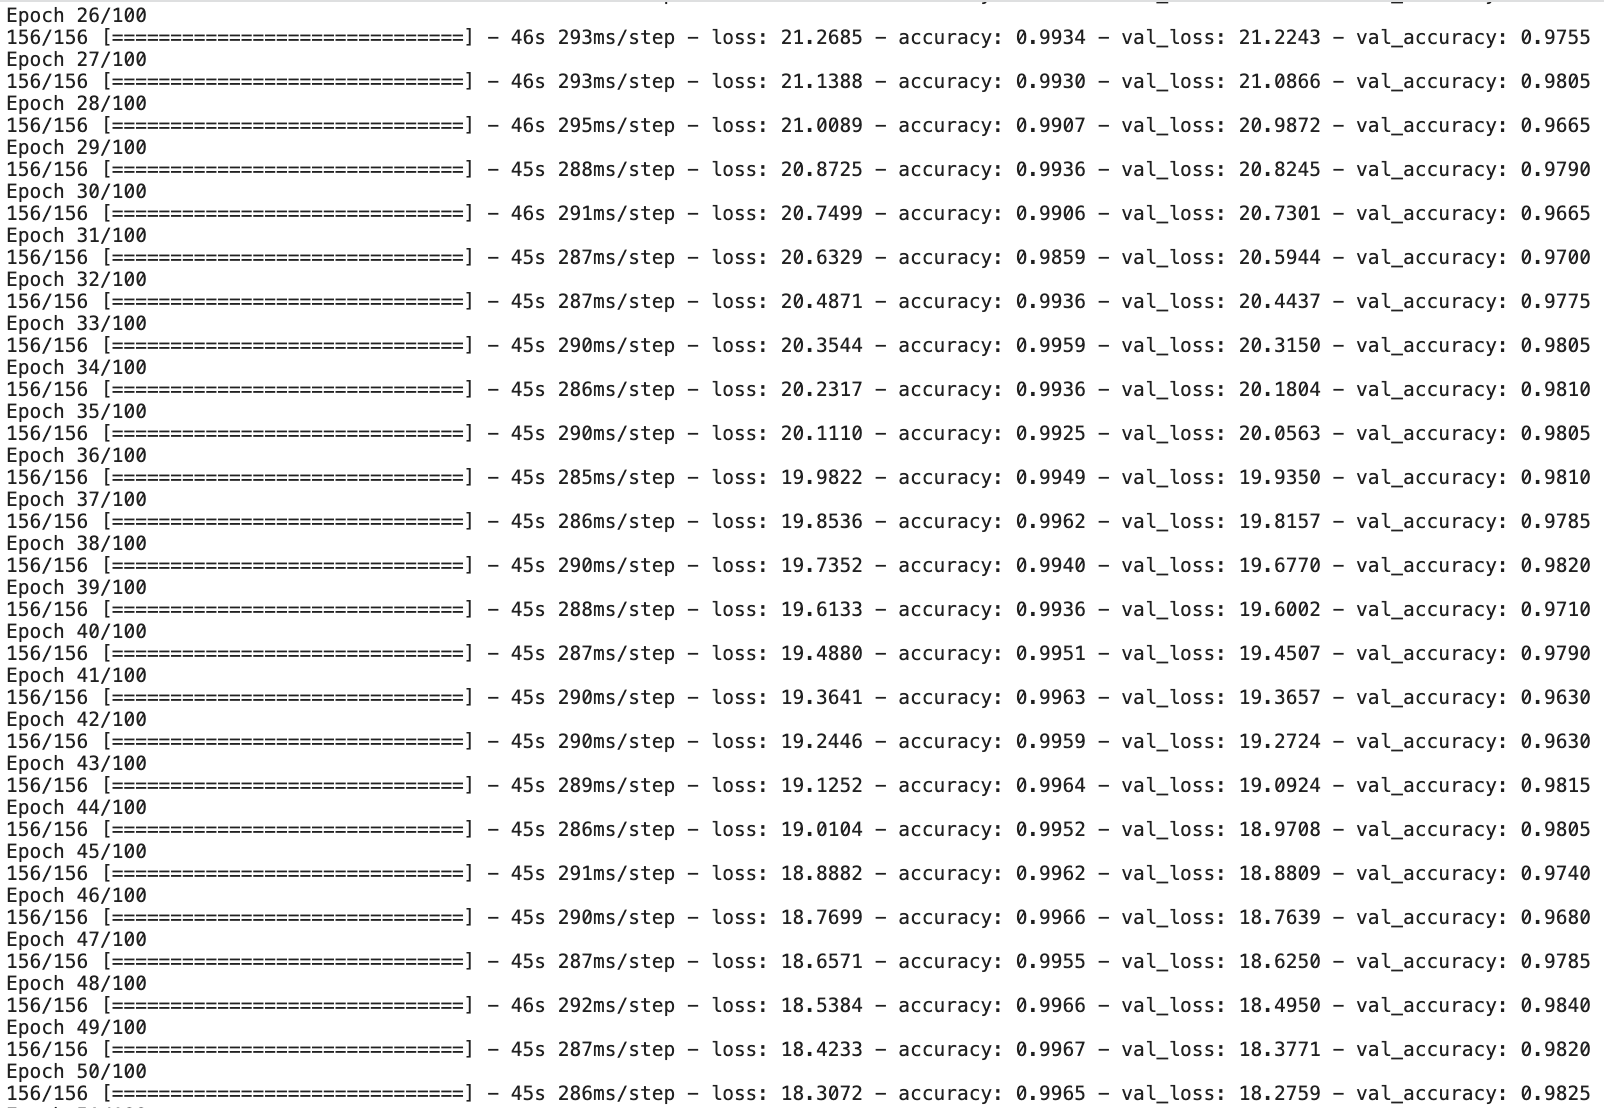 Epoch 26/100
156/156 [==============================] - 46s 293ms/step - loss: 21.2685 - accuracy: 0.9934 - val_loss: 21.2243 - val_accuracy: 0.9755
Epoch 27/100
156/156 [==============================] - 46s 293ms/step - loss: 21.1388 - accuracy: 0.9930 - val_loss: 21.0866 - val_accuracy: 0.9805
Epoch 28/100
156/156 [==============================] - 46s 295ms/step - loss: 21.0089 - accuracy: 0.9907 - val_loss: 20.9872 - val_accuracy: 0.9665
Epoch 29/100
156/156 [==============================] - 45s 288ms/step - loss: 20.8725 - accuracy: 0.9936 - val_loss: 20.8245 - val_accuracy: 0.9790
Epoch 30/100
156/156 [==============================] - 46s 291ms/step - loss: 20.7499 - accuracy: 0.9906 - val_loss: 20.7301 - val_accuracy: 0.9665
Epoch 31/100
156/156 [==============================] - 45s 287ms/step - loss: 20.6329 - accuracy: 0.9859 - val_loss: 20.5944 - val_accuracy: 0.9700
Epoch 32/100
156/156 [==============================] - 45s 287ms/step - loss: 20.4871 - accuracy: 0.9936 - val_loss: 20.4437 - val_accuracy: 0.9775
Epoch 33/100
156/156 [==============================] - 45s 290ms/step - loss: 20.3544 - accuracy: 0.9959 - val_loss: 20.3150 - val_accuracy: 0.9805
Epoch 34/100
156/156 [==============================] - 45s 286ms/step - loss: 20.2317 - accuracy: 0.9936 - val_loss: 20.1804 - val_accuracy: 0.9810
Epoch 35/100
156/156 [==============================] - 45s 290ms/step - loss: 20.1110 - accuracy: 0.9925 - val_loss: 20.0563 - val_accuracy: 0.9805
Epoch 36/100
156/156 [==============================] - 45s 285ms/step - loss: 19.9822 - accuracy: 0.9949 - val_loss: 19.9350 - val_accuracy: 0.9810
Epoch 37/100
156/156 [==============================] - 45s 286ms/step - loss: 19.8536 - accuracy: 0.9962 - val_loss: 19.8157 - val_accuracy: 0.9785
Epoch 38/100
156/156 [==============================] - 45s 290ms/step - loss: 19.7352 - accuracy: 0.9940 - val_loss: 19.6770 - val_accuracy: 0.9820
Epoch 39/100
156/156 [==============================] - 45s 288ms/step - loss: 19.6133 - accuracy: 0.9936 - val_loss: 19.6002 - val_accuracy: 0.9710
Epoch 40/100
156/156 [==============================] - 45s 287ms/step - loss: 19.4880 - accuracy: 0.9951 - val_loss: 19.4507 - val_accuracy: 0.9790
Epoch 41/100
156/156 [==============================] - 45s 290ms/step - loss: 19.3641 - accuracy: 0.9963 - val_loss: 19.3657 - val_accuracy: 0.9630
Epoch 42/100
156/156 [==============================] - 45s 290ms/step - loss: 19.2446 - accuracy: 0.9959 - val_loss: 19.2724 - val_accuracy: 0.9630
Epoch 43/100
156/156 [==============================] - 45s 289ms/step - loss: 19.1252 - accuracy: 0.9964 - val_loss: 19.0924 - val_accuracy: 0.9815
Epoch 44/100
156/156 [==============================] - 45s 286ms/step - loss: 19.0104 - accuracy: 0.9952 - val_loss: 18.9708 - val_accuracy: 0.9805
Epoch 45/100
156/156 [==============================] - 45s 291ms/step - loss: 18.8882 - accuracy: 0.9962 - val_loss: 18.8809 - val_accuracy: 0.9740
Epoch 46/100
156/156 [==============================] - 45s 290ms/step - loss: 18.7699 - accuracy: 0.9966 - val_loss: 18.7639 - val_accuracy: 0.9680
Epoch 47/100
156/156 [==============================] - 45s 287ms/step - loss: 18.6571 - accuracy: 0.9955 - val_loss: 18.6250 - val_accuracy: 0.9785
Epoch 48/100
156/156 [==============================] - 46s 292ms/step - loss: 18.5384 - accuracy: 0.9966 - val_loss: 18.4950 - val_accuracy: 0.9840
Epoch 49/100
156/156 [==============================] - 45s 287ms/step - loss: 18.4233 - accuracy: 0.9967 - val_loss: 18.3771 - val_accuracy: 0.9820
Epoch 50/100
156/156 [==============================] - 45s 286ms/step - loss: 18.3072 - accuracy: 0.9965 - val_loss: 18.2759 - val_accuracy: 0.9825